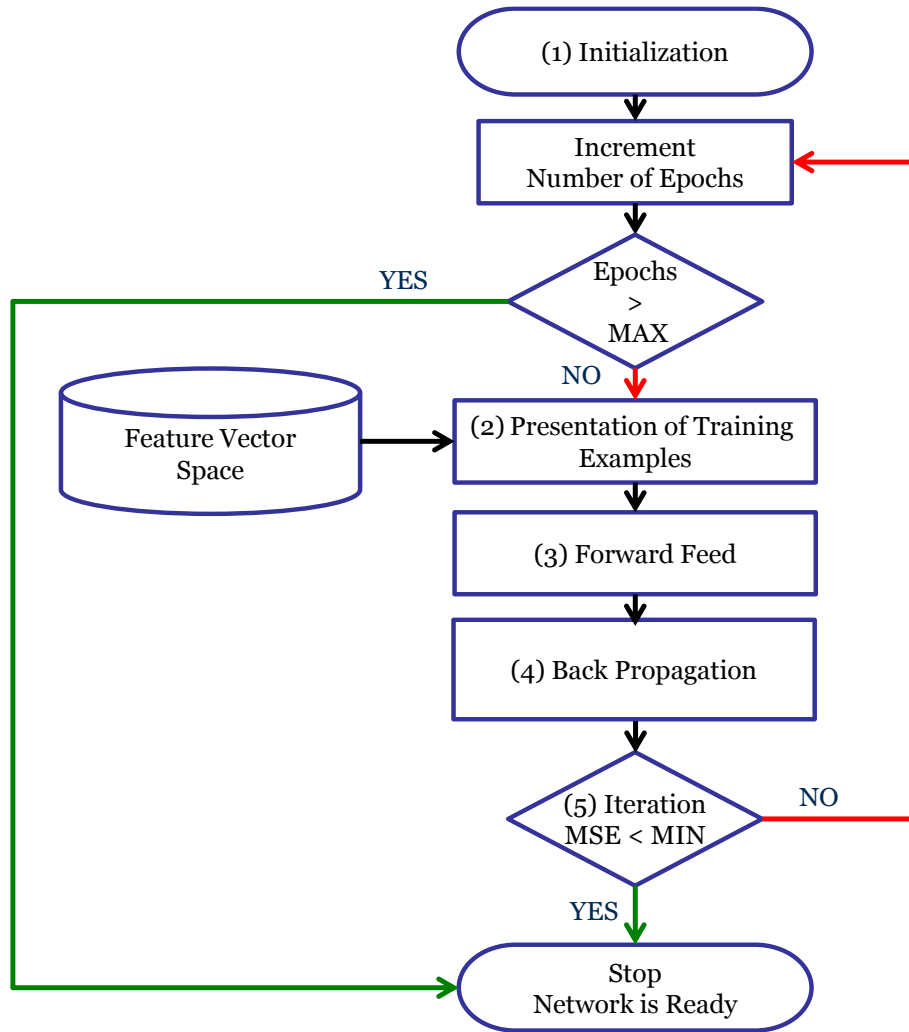 (1) Initialization
Increment
Number of Epochs
YES
Epochs
>
MAX
NO
Feature Vector
Space
(2) Presentation of Training
Examples
(3) Forward Feed
(4) Back Propagation
(5) Iteration
MSE < MIN
NO
YES
Stop
Network is Ready